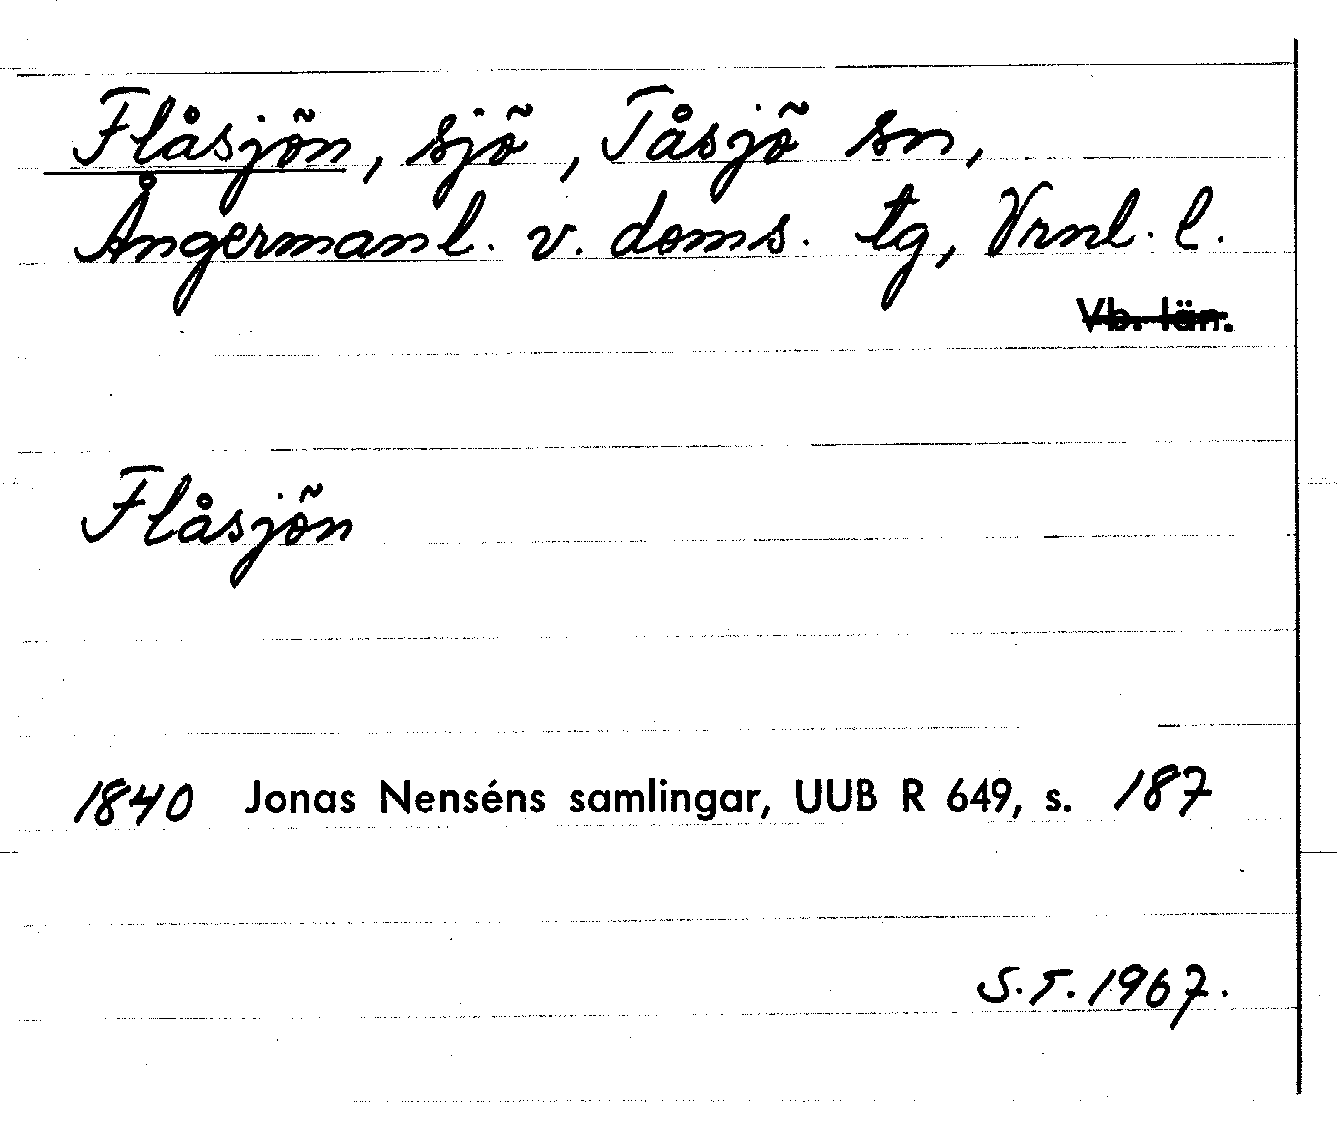 Flåsjön, sjö, Tåsjö sn,
Ångermanl. v. doms. tg, Vrnl. l.
Vb. län.
Flåsjön
1840 Jonas Nenséns samlingar, UUB R 649, s. 187
S.T. 1967.